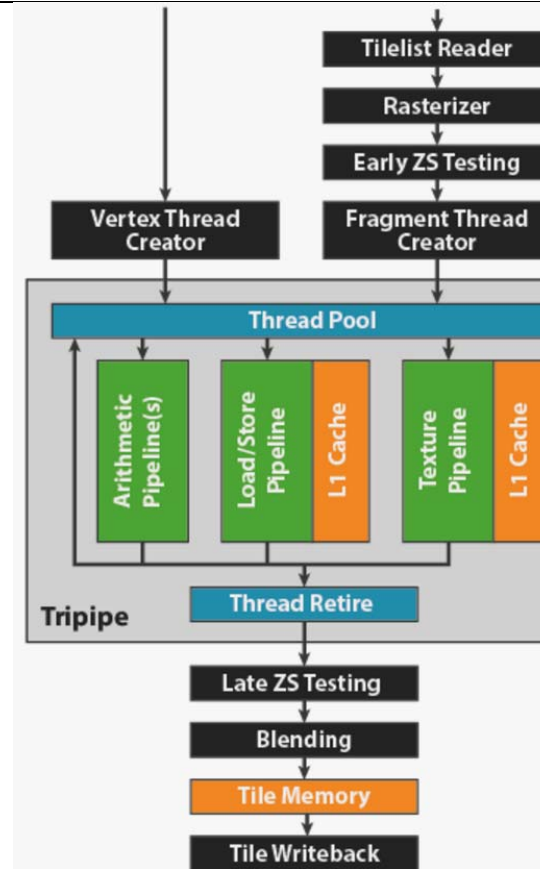 Tilelist Reader
Rasterizer
Early ZS Testing
Vertex Thread
Creator
Fragment Thread
Creator
Thread Pool
Arithmetic
Pipeline(s)
Load/Store
Pipeline
L1 Cache
Texture
Pipeline
L1 Cache
Thread Retire
Tripipe
Late ZS Testing
Blending
Tile Memory
Tile Writeback